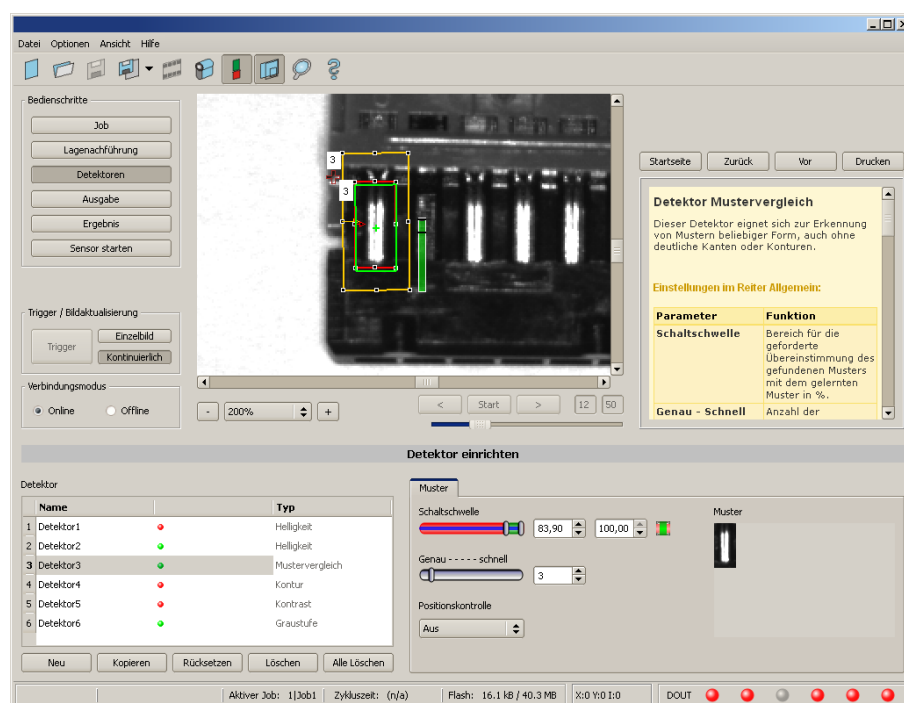 Datei Optionen Ansicht Hilfe
Bedienschritte
Job
Lagenachführung
Detektoren
Ausgabe
Ergebnis
Sensor starten
Trigger / Bildaktualisierung
Trigger
Einzelbild
Kontinuierlich
Verbindungsmodus
Online Offline
3
3
- 200% +
< Start > 12 50
Startseite Zurück Vor Drucken
Detektor Mustervergleich
Dieser Detektor eignet sich zur Erkennung
von Mustern beliebiger Form, auch ohne
deutliche Kanten oder Konturen.
Einstellungen im Reiter Allgemein:
Parameter Funktion
Schaltschwelle Bereich für die
geforderte
Übereinstimmung des
gefundenen Musters
mit dem gelernten
Muster in %.
Genau - Schnell Anzahl der
Detektor einrichten
Detektor
Name Typ
1 Detektor1 Helligkeit
2 Detektor2 Helligkeit
3 Detektor3 Mustervergleich
4 Detektor4 Kontur
5 Detektor5 Kontrast
6 Detektor6 Graustufe
Neu Kopieren Rücksetzen Löschen Alle Löschen
Muster
Schaltschwelle
83,90 100,00
Genau - - - - - schnell
3
Positionskontrolle
Aus
Muster
Aktiver Job: 1|Job1 Zykluszeit: (n/a) Flash: 16.1 kB / 40.3 MB X:0 Y:0 I:0 DOUT